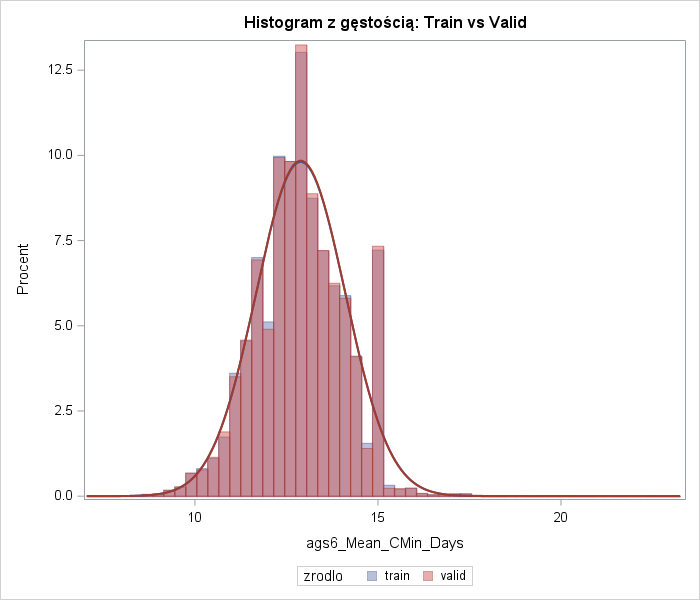 Histogram z gęstością: Train vs Valid
12.5
10.0
7.5
5.0
2.5
0.0
Procent
10 15 20
ags6_Mean_CMin_Days
zrodlo train valid